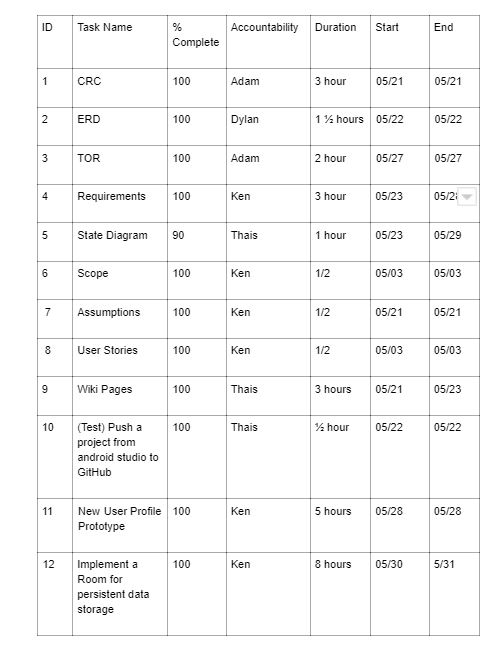 ID Task Name % Complete Accountability Duration Start End
1 CRC 100 Adam 3 hour 05/21 05/21
2 ERD 100 Dylan 1 ½ hours 05/22 05/22
3 TOR 100 Adam 2 hour 05/27 05/27
4 Requirements 100 Ken 3 hour 05/23
5 State Diagram 90 Thais 1 hour 05/23 05/29
6 Scope 100 Ken 1/2 05/03 05/03
7 Assumptions 100 Ken 1/2 05/21 05/21
8 User Stories 100 Ken 1/2 05/03 05/03
9 Wiki Pages 100 Thais 3 hours 05/21 05/23
10 (Test) Push a 100 Thais ½ hour 05/22 05/22
project from
android studio to
GitHub
11 New User Profile 100 Ken 5 hours 05/28 05/28
Prototype
12 Implement a 100 Ken 8 hours 05/30 5/31
Room for
persistent data
storage